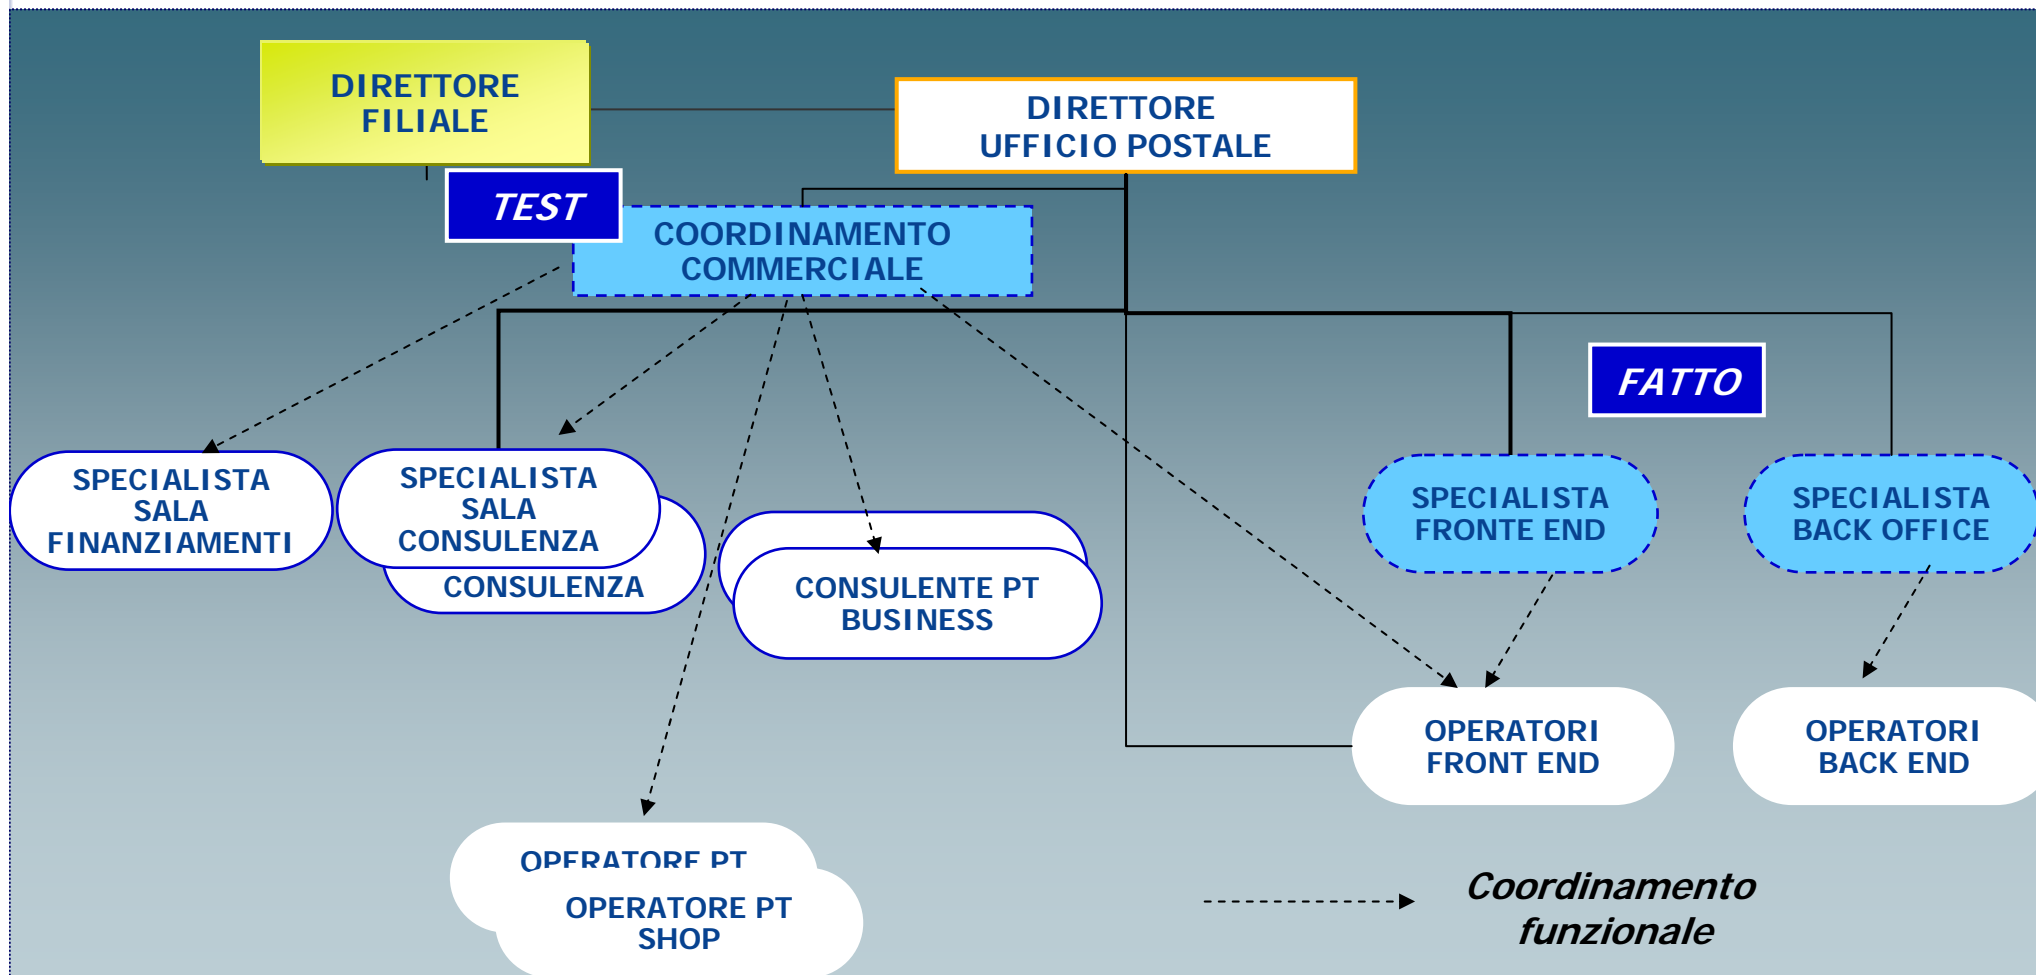 DIRETTORE
FILIALE
DIRETTORE
UFFICIO POSTALE
TEST
COORDINAMENTO
COMMERCIALE
FATTO
SPECIALISTA
SALA
FINANZIAMENTI
SPECIALISTA
SALA
CONSULENZA
CONSULENZA
CONSULENTE PT
BUSINESS
SPECIALISTA
FRONTE END
SPECIALISTA
BACK OFFICE
OPERATORI
FRONT END
OPERATORI
BACK END
OPERATORE PT
OPERATORE PT
SHOP
Coordinamento
funzionale